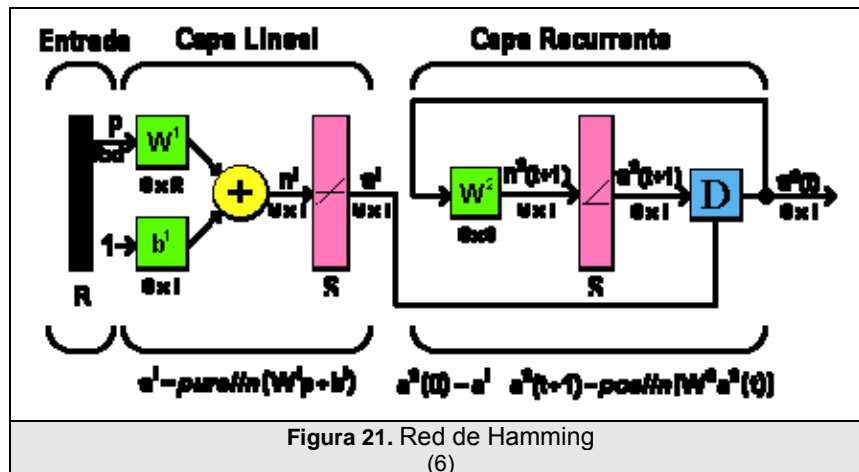 Entrada Capa Lineal Capa Recurrente
p
W¹
SxR
1
b¹
Sx1
+
n¹
Sx1
a¹
Sx1
S
R
W²
SxS
n²(t+1)
Sx1
S
a²(t+1)
Sx1
D
a²(t)
Sx1
a¹=purelin(W¹p+b¹) a²(0)=a¹ a²(t+1)=poslin[W²a²(t)]
Figura 21. Red de Hamming
(6)